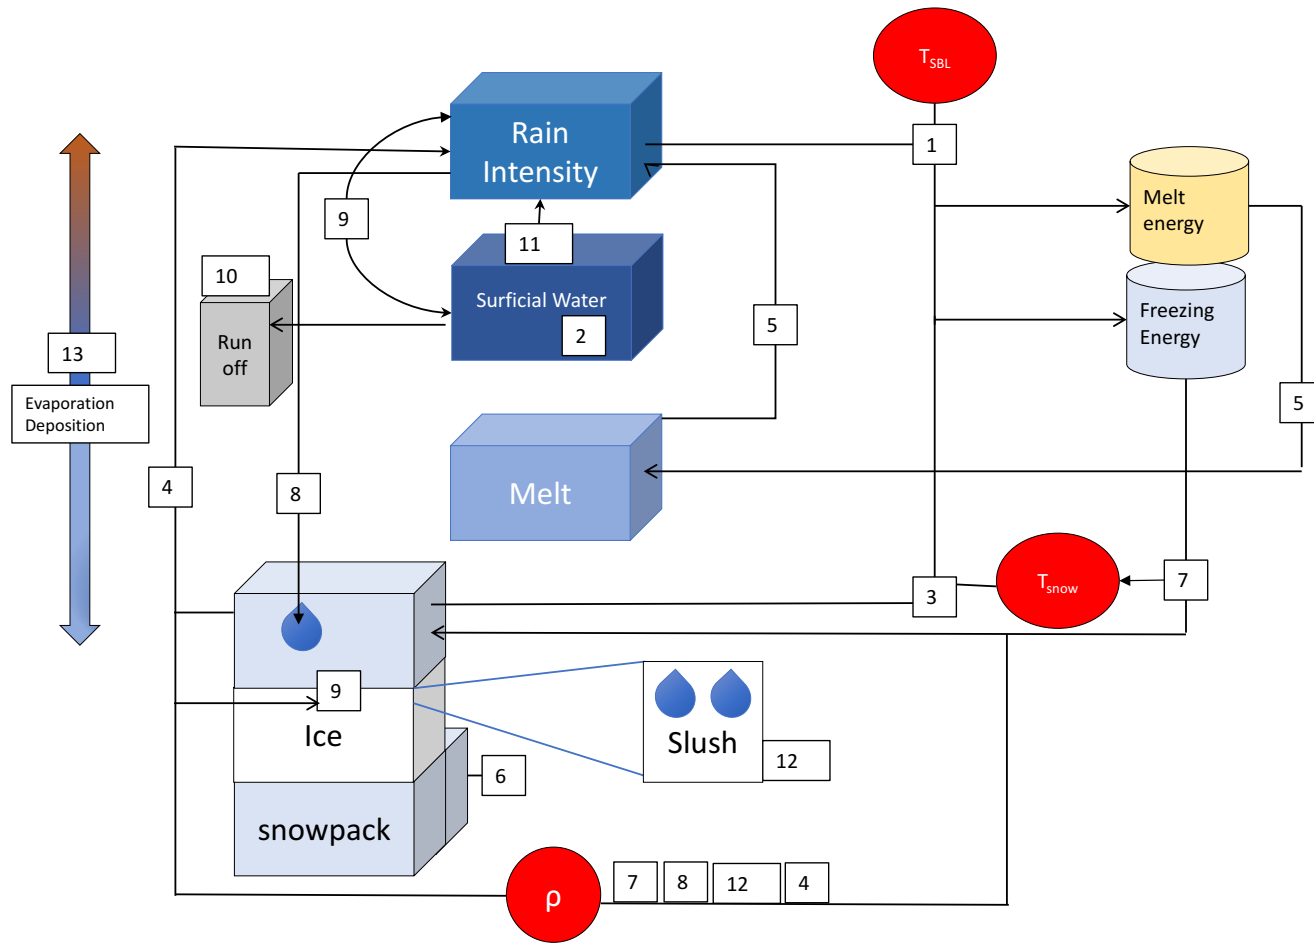 T_SBL
1
Rain
Intensity
Melt
energy
9
11
10
Surficial Water
2
Run
off
Freezing
Energy
5
13
Evaporation
Deposition
5
4
8
Melt
3
T_snow
7
9
Ice
Slush
12
6
snowpack
7
8
12
4
ρ